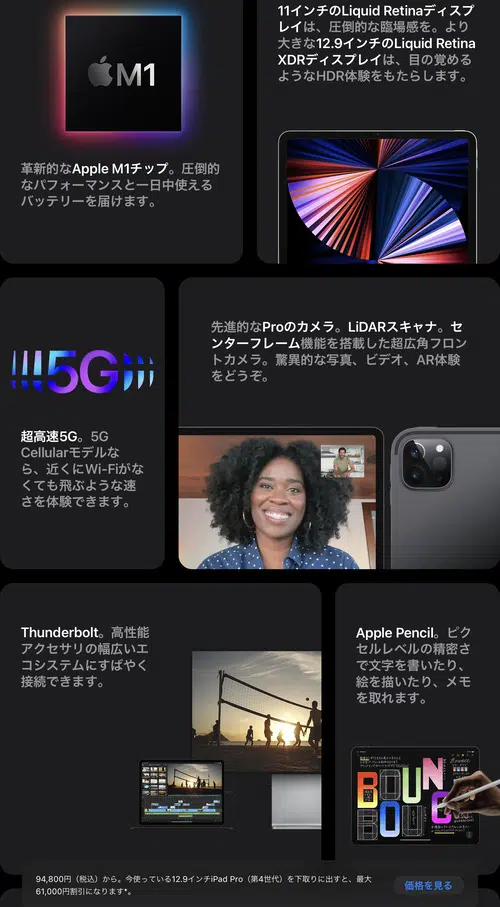 M1
革新的なApple M1チップ。圧倒的
なパフォーマンスと一日中使える
バッテリーを届けます。
11インチのLiquid Retinaディスプ
レイは、圧倒的な臨場感を。より
大きな12.9インチのLiquid Retina
XDRディスプレイは、目の覚める
ようなHDR体験をもたらします。
5G
超高速5G。5G
Cellularモデルな
ら、近くにWi-Fiがな
くても飛ぶような速
さを体験できます。
先進的なProのカメラ。LiDARスキャナ。セ
ンターフレーム機能を搭載した超広角フロン
トカメラ。驚異的な写真、ビデオ、AR体験
をどうぞ。
Thunderbolt。高性能
アクセサリの幅広いエ
コシステムにすばやく
接続できます。
Apple Pencil。ピク
セルレベルの精密さ
で文字を書いたり、
絵を描いたり、メモ
を取れます。
BOUN
94,800円（税込）から。今使っている12.9インチiPad Pro（第4世代）を下取りに出すと、最大
61,000円割引になります*。
価格を見る